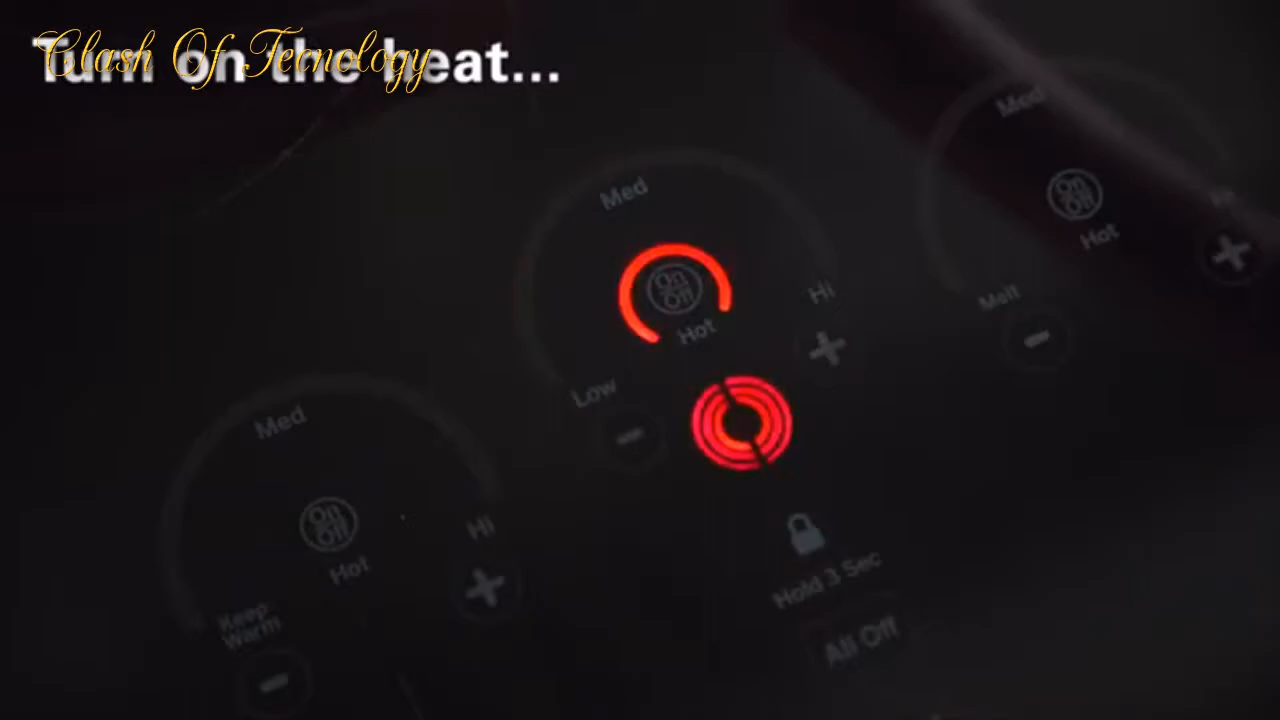 Clash Of Tecnology
Turn on the heat...
Med
On
Off
Hot
Hi
Low
Med
On
Off
Hot
Hi
Melt
Med
On
Off
Hot
Hi
Keep
Warm
Hold 3 Sec
All Off